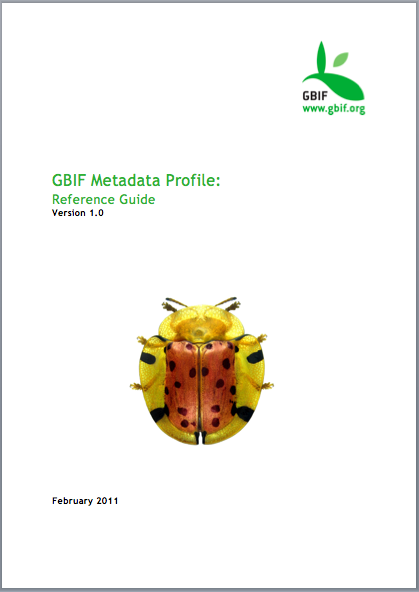 GBIF
www.gbif.org
GBIF Metadata Profile:
Reference Guide
Version 1.0
February 2011